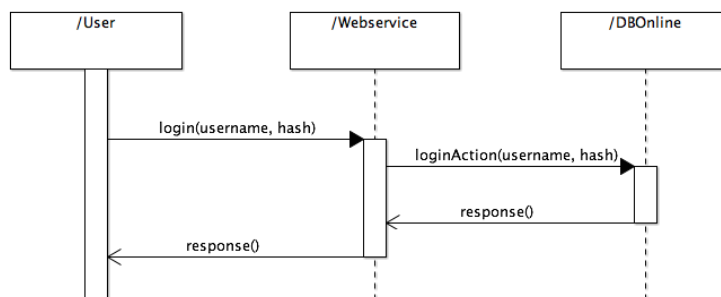 /User
/Webservice
/DBOnline
login(username, hash)
loginAction(username, hash)
response()
response()